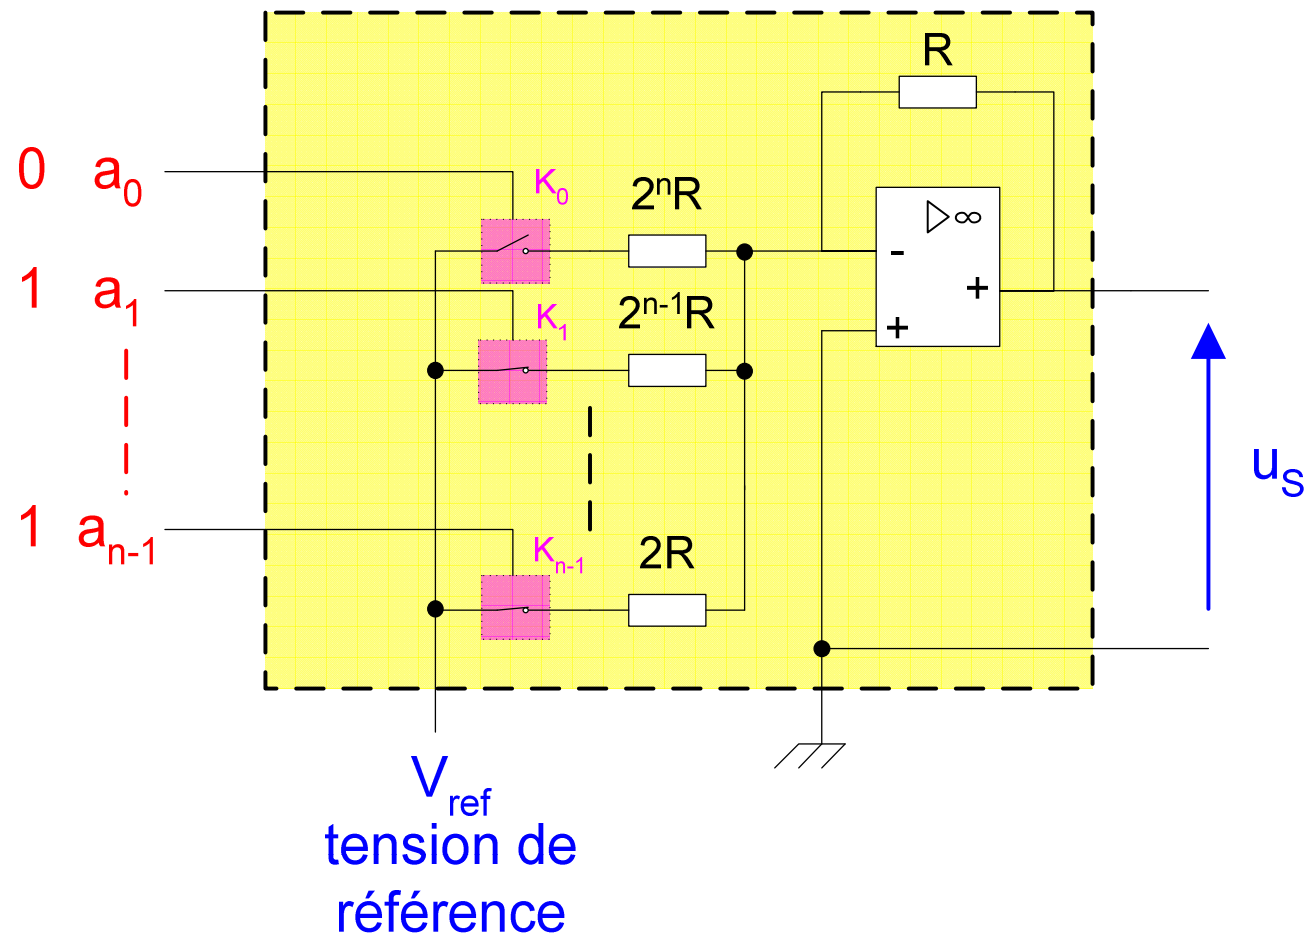 R
0 a0
K0
2ⁿR
▷ ∞
-
1 a1
K1
2ⁿ⁻¹R
+
+
uS
1 an-1
Kn-1
2R
Vref
tension de
référence